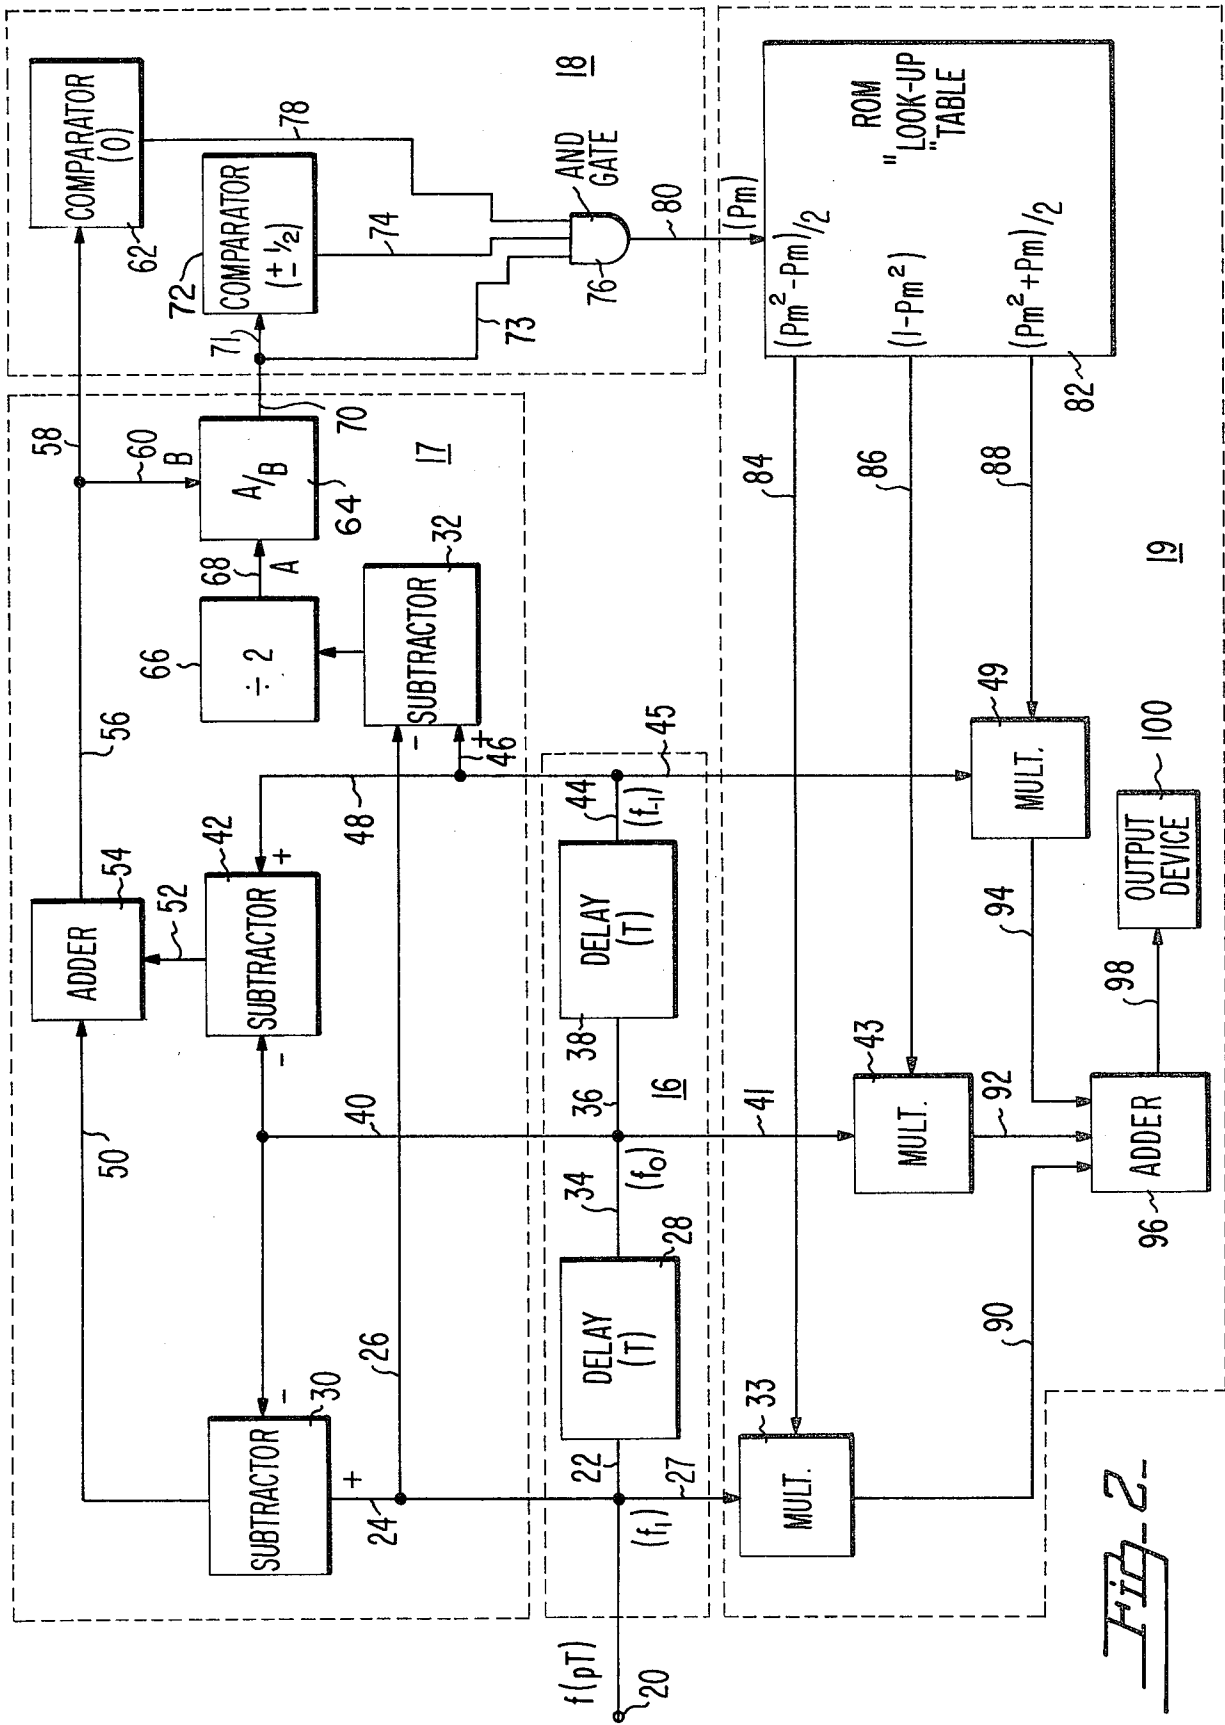 COMPARATOR
(0)
62
78
18
58
COMPARATOR
(± 1/2)
72
74
71
73
AND
GATE
76
80
(Pm)
ROM
"LOOK-UP"
TABLE
(Pm²-Pm)/2
(1-Pm²)
(Pm²+Pm)/2
82
84
86
88
19
60
B
A/B
64
70
17
68
A
÷ 2
66
SUBTRACTOR
32
-
+
46
56
ADDER
54
52
SUBTRACTOR
42
+
-
48
50
40
26
SUBTRACTOR
30
-
+
24
f(pT)
20
22
(f₁)
27
DELAY
(T)
28
34
(f₀)
36
41
16
DELAY
(T)
38
44
(f₋₁)
45
MULT.
33
MULT.
43
MULT.
49
90
92
94
ADDER
96
98
OUTPUT
DEVICE
100
Fig-2-